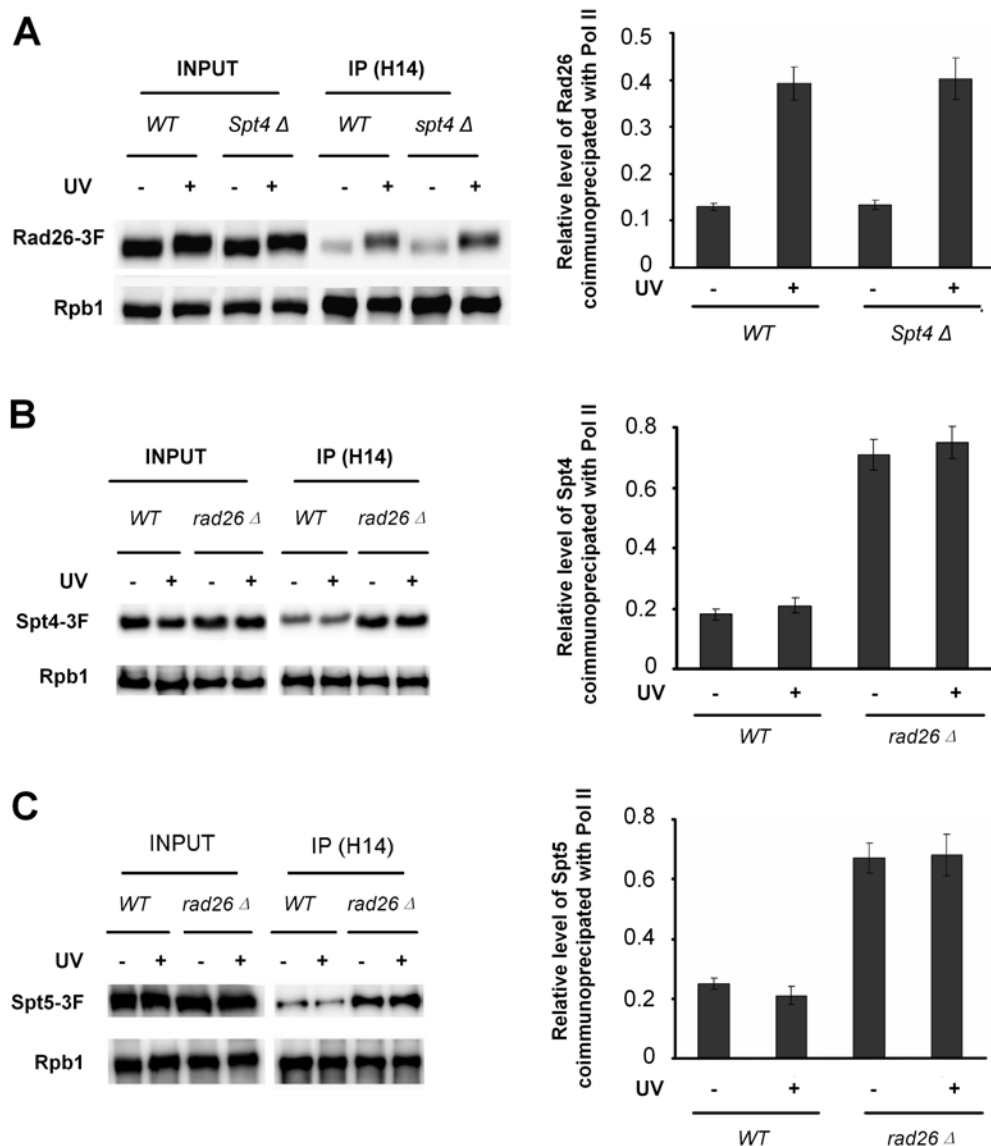 A
INPUT IP (H14)
WT Spt4 Δ WT spt4 Δ
UV - + - + - + - +
Rad26-3F
Rpb1
Relative level of Rad26
coimmunoprecipated with Pol II
0.5
0.4
0.3
0.2
0.1
0
UV - + - +
WT Spt4 Δ
B
INPUT IP (H14)
WT rad26 Δ WT rad26 Δ
UV - + - + - + - +
Spt4-3F
Rpb1
Relative level of Spt4
coimmunoprecipated with Pol II
0.8
0.6
0.4
0.2
0
UV - + - +
WT rad26 Δ
C
INPUT IP (H14)
WT rad26 Δ WT rad26 Δ
UV - + - + - + - +
Spt5-3F
Rpb1
Relative level of Spt5
coimmunoprecipated with Pol II
0.8
0.6
0.4
0.2
0
UV - + - +
WT rad26 Δ